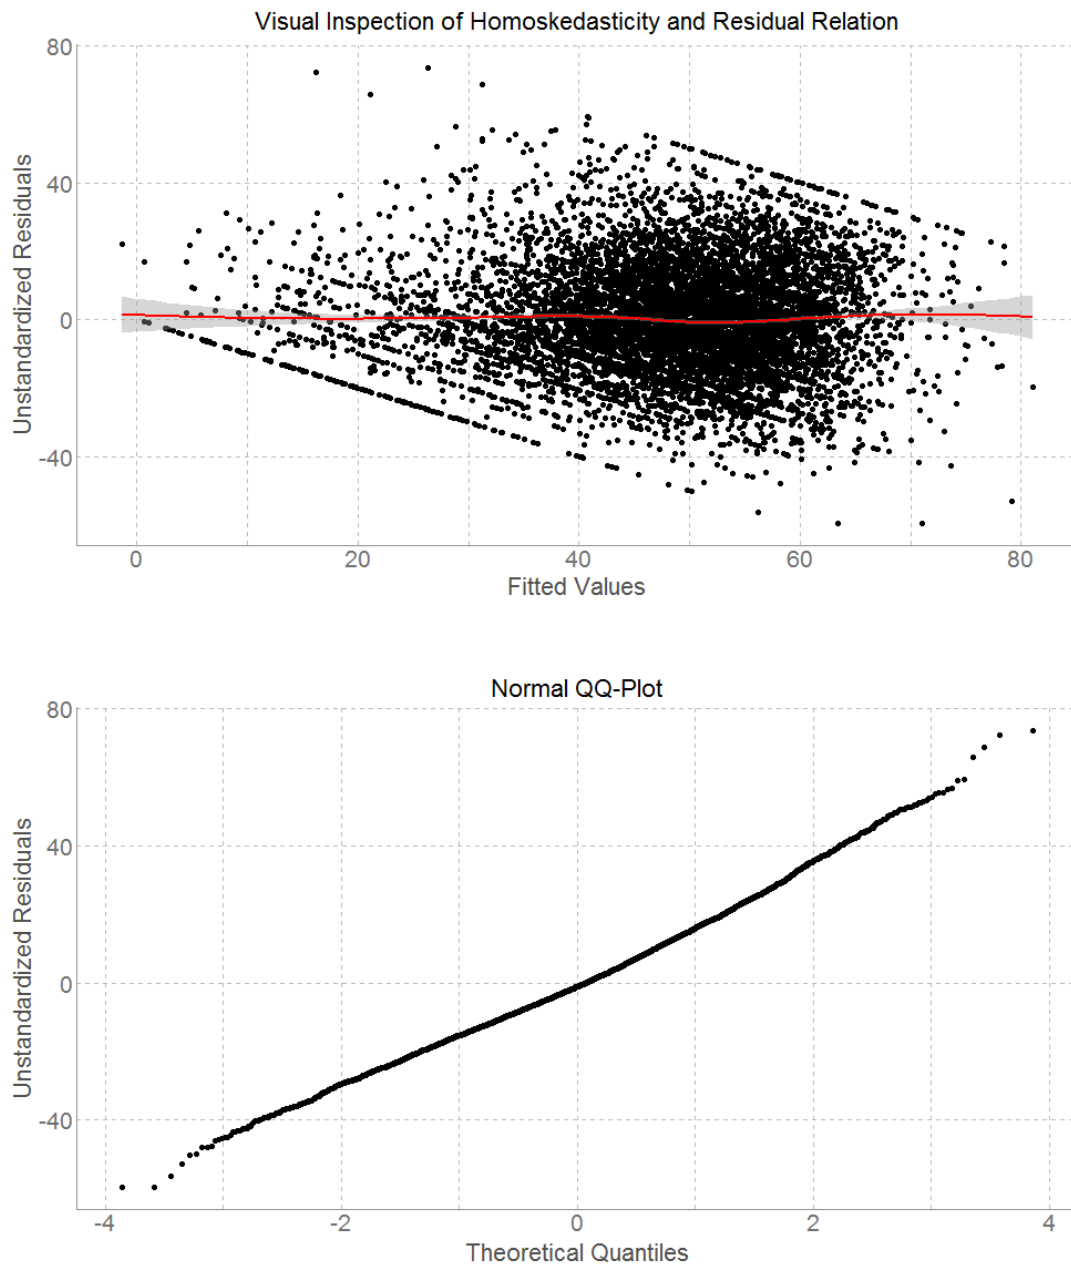 Visual Inspection of Homoskedasticity and Residual Relation
80
40
0
-40
Unstandardized Residuals
0 20 40 60 80
Fitted Values
Normal QQ-Plot
80
40
0
-40
Unstandardized Residuals
-4 -2 0 2 4
Theoretical Quantiles